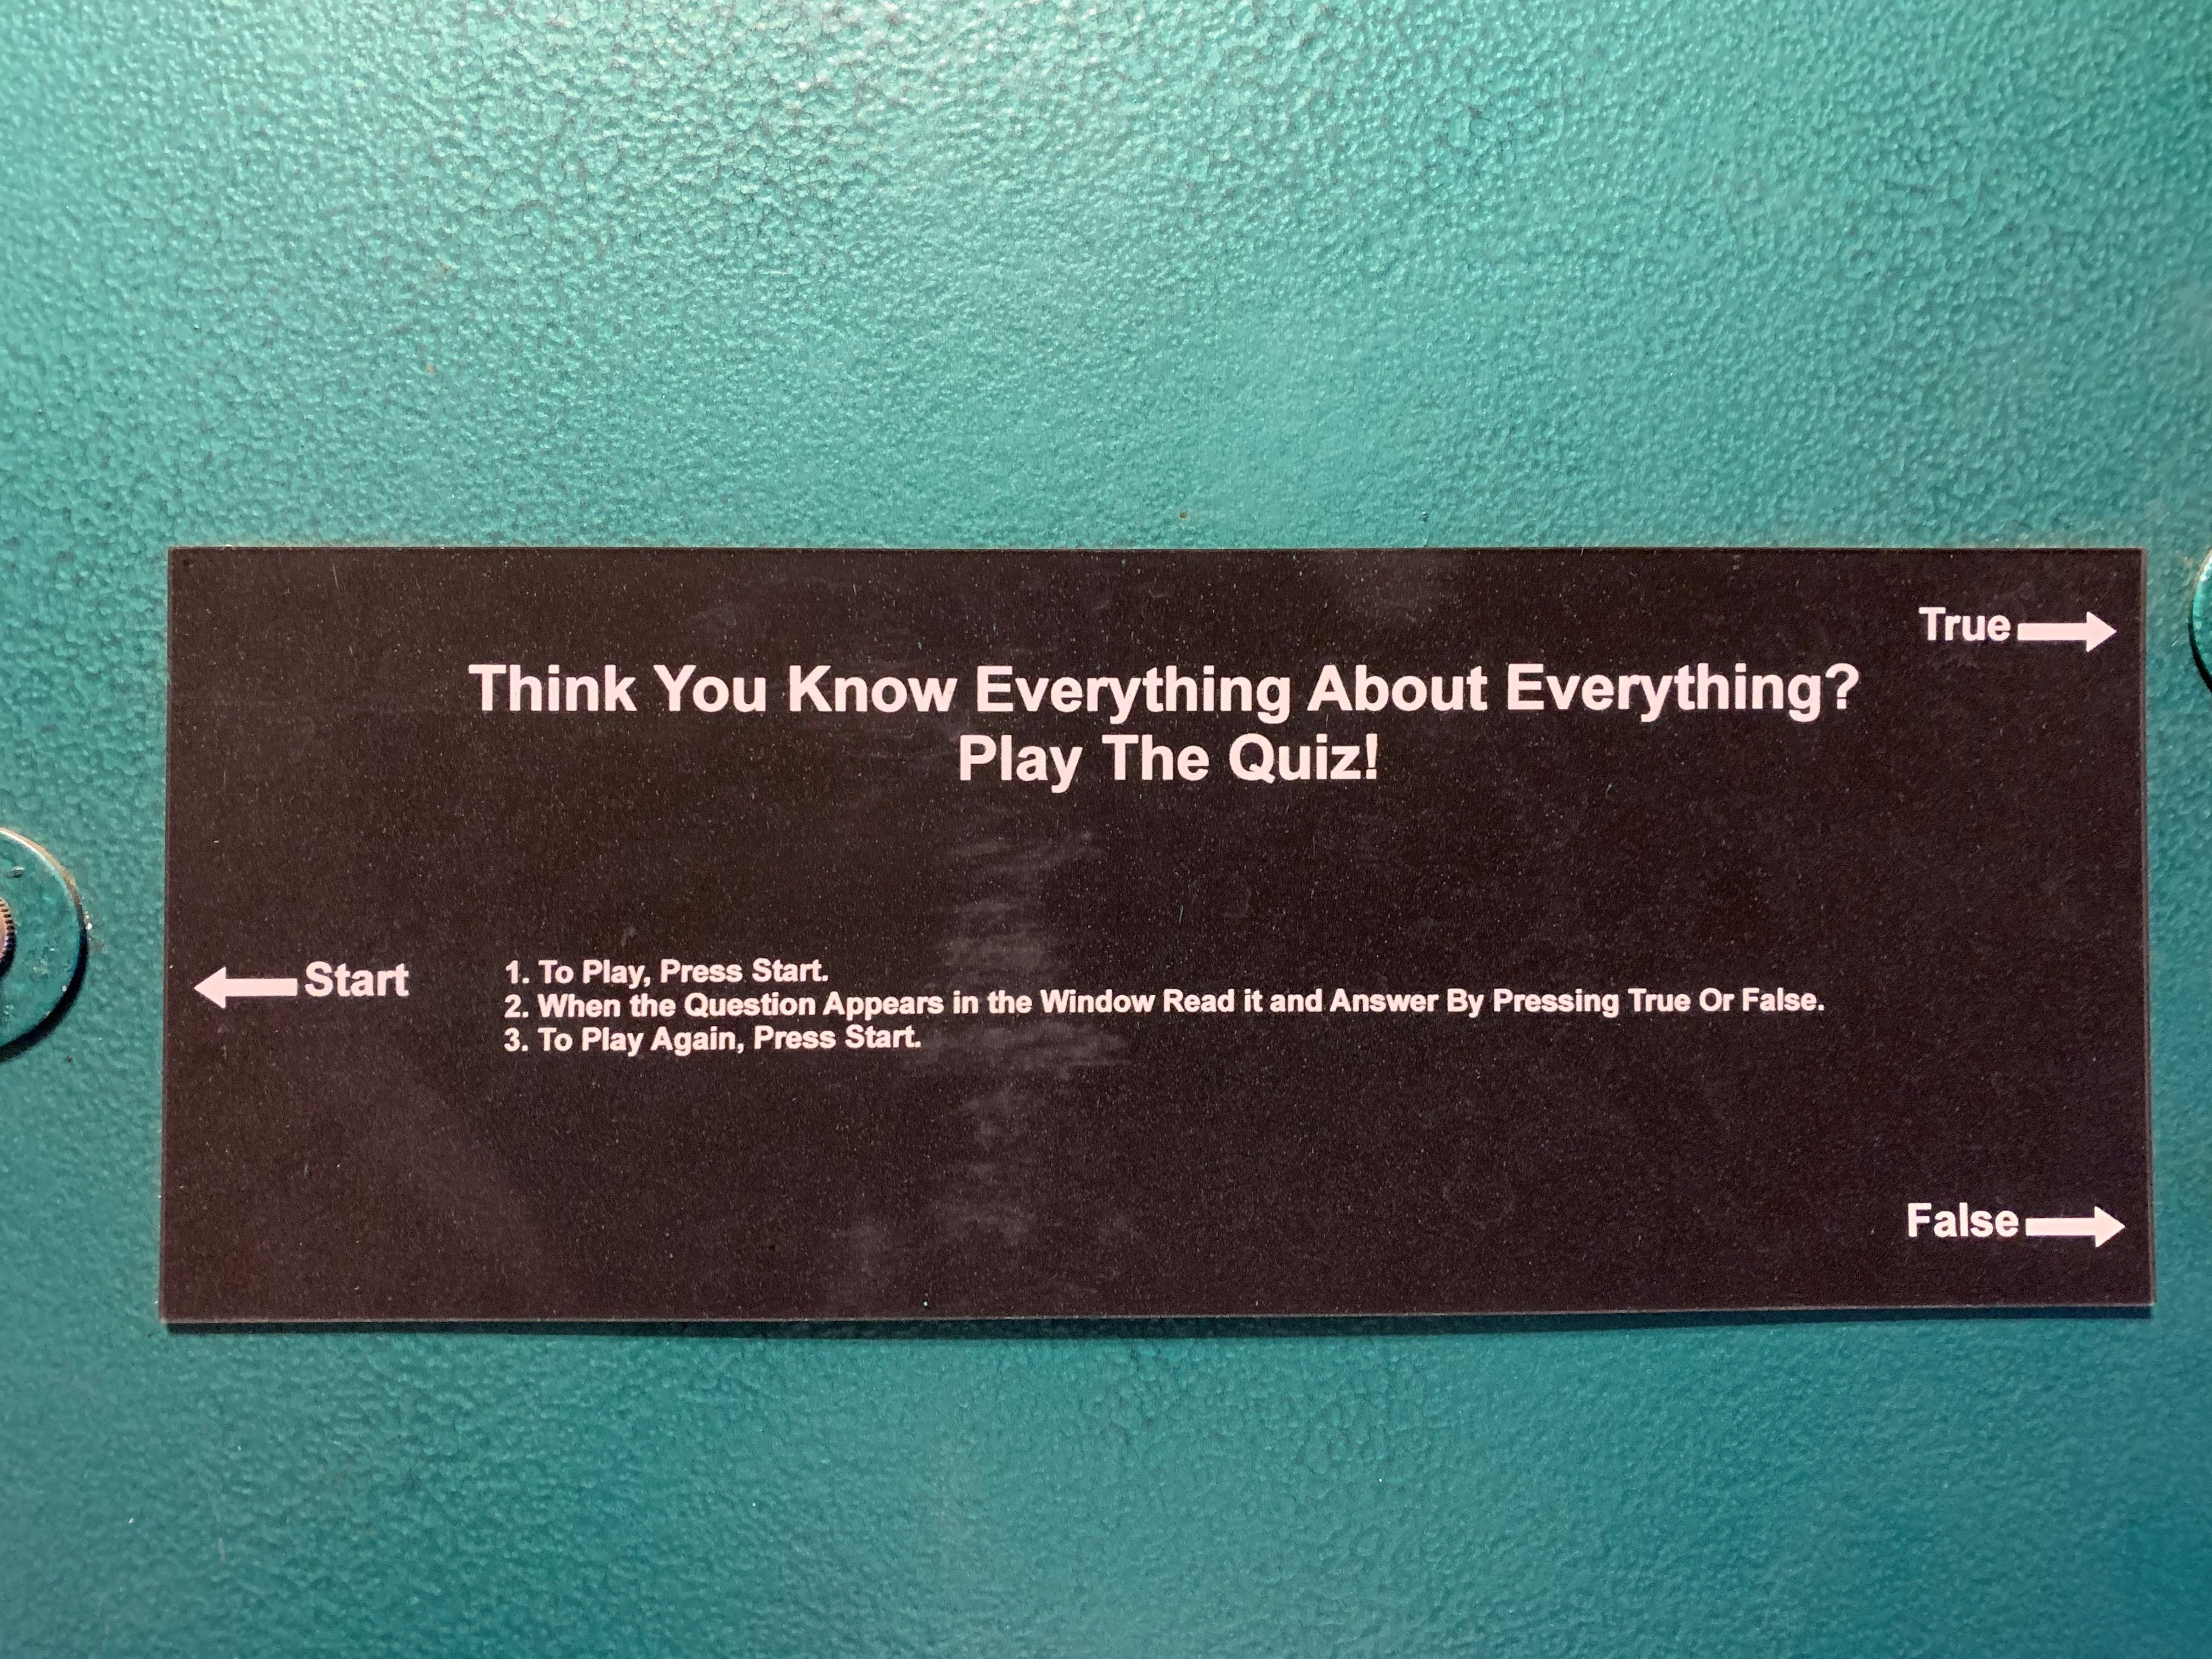 True
Think You Know Everything About Everything?
Play The Quiz!
Start
1. To Play, Press Start.
2. When the Question Appears in the Window Read it and Answer By Pressing True Or False.
3. To Play Again, Press Start.
False